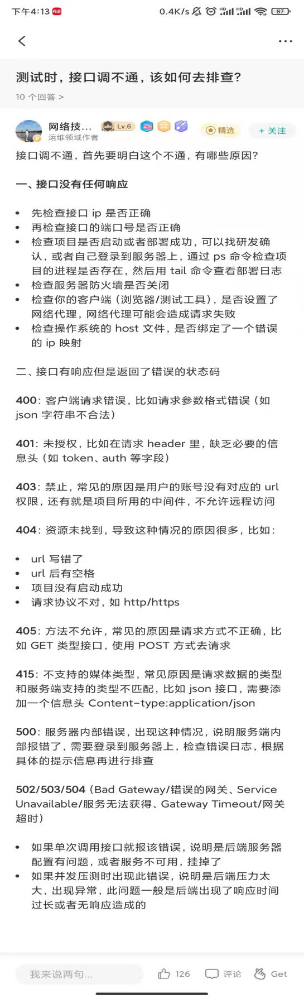 下午4:13
0.4K/s
HD HD
87
测试时，接口调不通，该如何去排查？
10 个回答 >
网络技... Lv.6 精选 + 关注
运维领域作者
接口调不通，首先要明白这个不通，有哪些原因？
一、接口没有任何响应
• 先检查接口 ip 是否正确
• 再检查接口的端口号是否正确
• 检查项目是否启动或者部署成功，可以找研发确
认，或者自己登录到服务器上，通过 ps 命令检查项
目的进程是否存在，然后用 tail 命令查看部署日志
• 检查服务器防火墙是否关闭
• 检查你的客户端（浏览器/测试工具），是否设置了
网络代理，网络代理可能会造成请求失败
• 检查操作系统的 host 文件，是否绑定了一个错误
的 ip 映射
二、接口有响应但是返回了错误的状态码
400：客户端请求错误，比如请求参数格式错误（如
json 字符串不合法）
401：未授权，比如在请求 header 里，缺乏必要的信
息头（如 token、auth 等字段）
403：禁止，常见的原因是用户的账号没有对应的 url
权限，还有就是项目所用的中间件，不允许远程访问
404：资源未找到，导致这种情况的原因很多，比如：
• url 写错了
• url 后有空格
• 项目没有启动成功
• 请求协议不对，如 http/https
405：方法不允许，常见的原因是请求方式不正确，比
如 GET 类型接口，使用 POST 方式去请求
415：不支持的媒体类型，常见原因是请求数据的类型
和服务端支持的类型不匹配，比如 json 接口，需要添
加一个信息头 Content-type:application/json
500：服务器内部错误，出现这种情况，说明服务端内
部报错了，需要登录到服务器上，检查错误日志，根据
具体的提示信息再进行排查
502/503/504（Bad Gateway/错误的网关、Service
Unavailable/服务无法获得、Gateway Timeout/网关
超时）
• 如果单次调用接口就报该错误，说明是后端服务器
配置有问题，或者服务不可用，挂掉了
• 如果并发压测时出现此错误，说明是后端压力太
大，出现异常，此问题一般是后端出现了响应时间
过长或者无响应造成的
我来说两句... 126 评论 Get